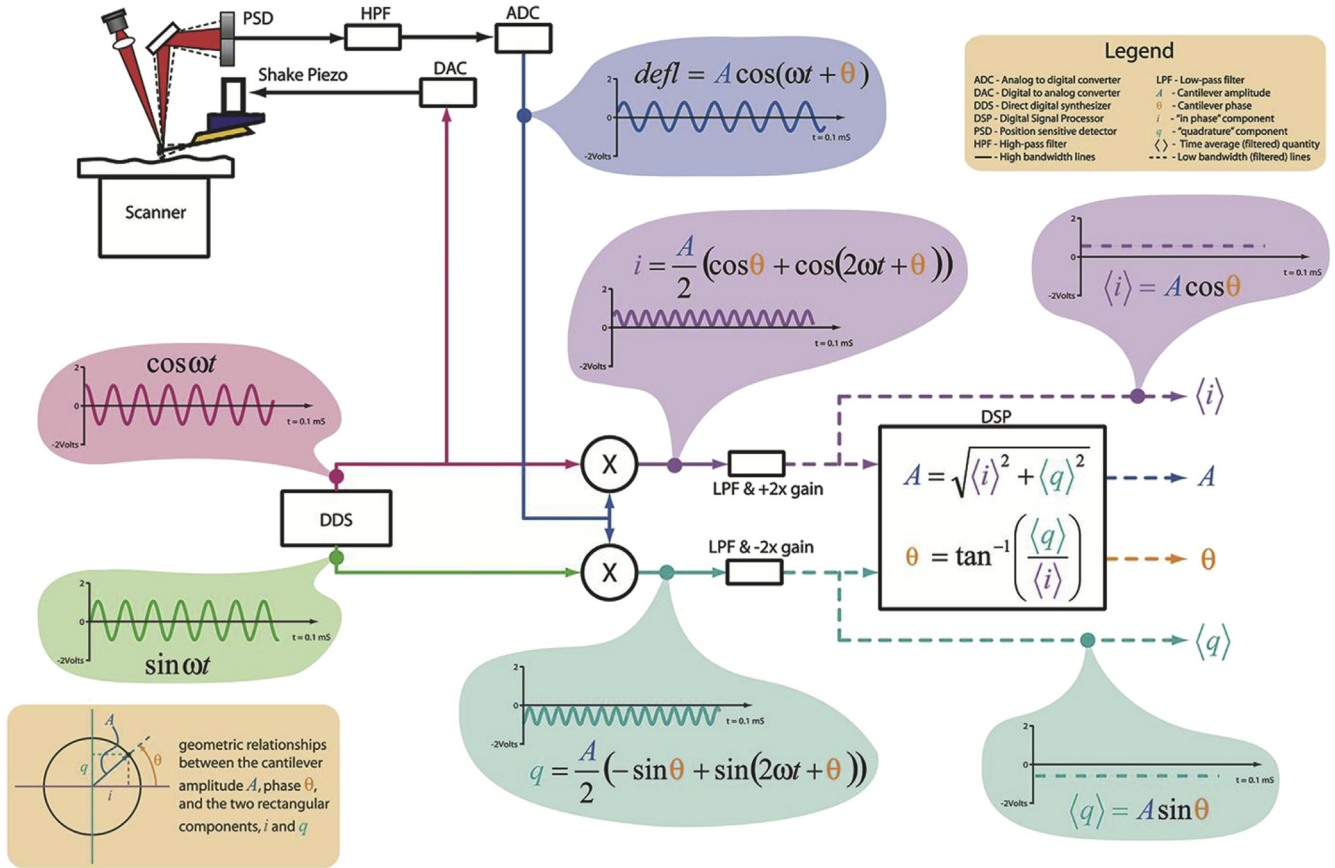 PSD
HPF
ADC
Shake Piezo
DAC
Scanner
defl = A cos(ωt + θ)
2
0
-2Volts
t = 0.1 mS
Legend
ADC - Analog to digital converter
DAC - Digital to analog converter
DDS - Direct digital synthesizer
DSP - Digital Signal Processor
PSD - Position sensitive detector
HPF - High-pass filter
- High bandwidth lines
LPF - Low-pass filter
A - Cantilever amplitude
θ - Cantilever phase
i - "in phase" component
q - "quadrature" component
⟨ ⟩ - Time average (filtered) quantity
- Low bandwidth (filtered) lines
i = A/2 (cosθ + cos(2ωt + θ))
2
0
-2Volts
t = 0.1 mS
2
0
-2Volts
t = 0.1 mS
⟨i⟩ = A cosθ
cos ωt
2
0
-2Volts
t = 0.1 mS
⟨i⟩
DSP
X
LPF & +2x gain
A = √⟨i⟩² + ⟨q⟩²
A
DDS
LPF & -2x gain
X
θ = tan⁻¹(⟨q⟩/⟨i⟩)
θ
2
0
-2Volts
t = 0.1 mS
sin ωt
⟨q⟩
2
0
-2Volts
t = 0.1 mS
q = A/2 (-sinθ + sin(2ωt + θ))
2
0
-2Volts
t = 0.1 mS
⟨q⟩ = A sinθ
A
q
i
θ
geometric relationships
between the cantilever
amplitude A, phase θ,
and the two rectangular
components, i and q